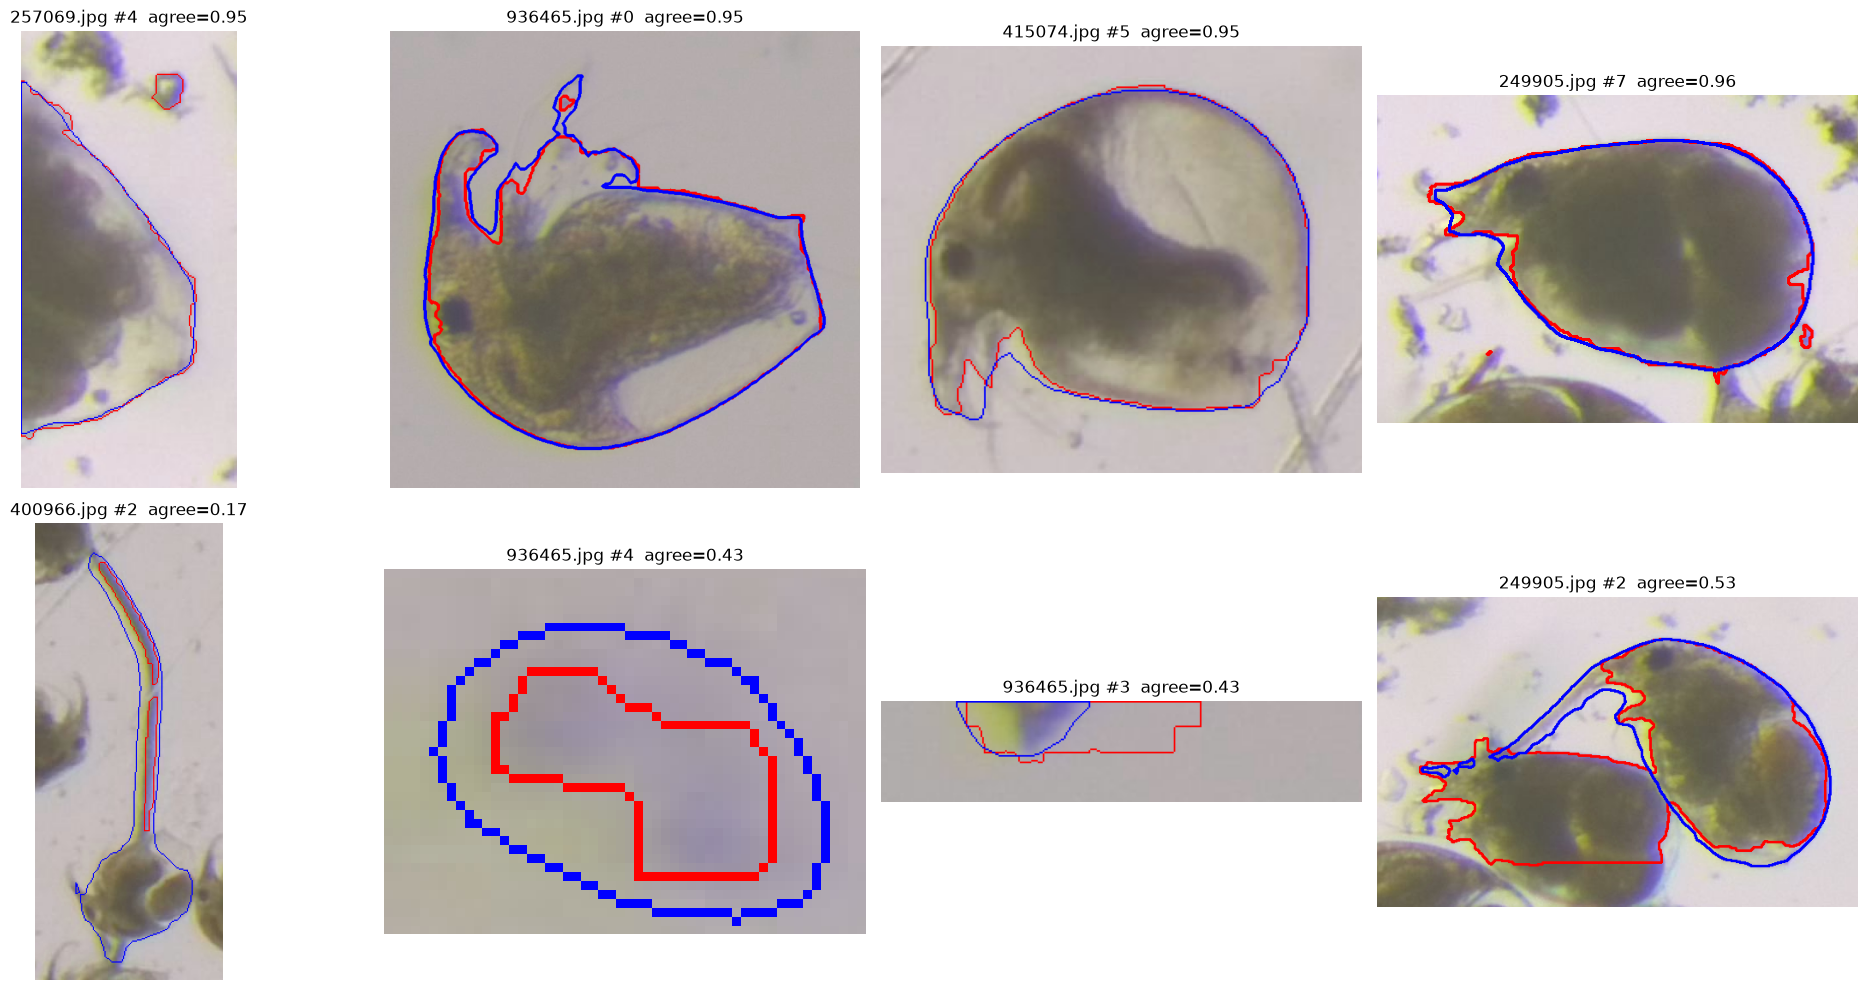 257069.jpg #4 agree=0.95
936465.jpg #0 agree=0.95
415074.jpg #5 agree=0.95
249905.jpg #7 agree=0.96
400966.jpg #2 agree=0.17
936465.jpg #4 agree=0.43
936465.jpg #3 agree=0.43
249905.jpg #2 agree=0.53